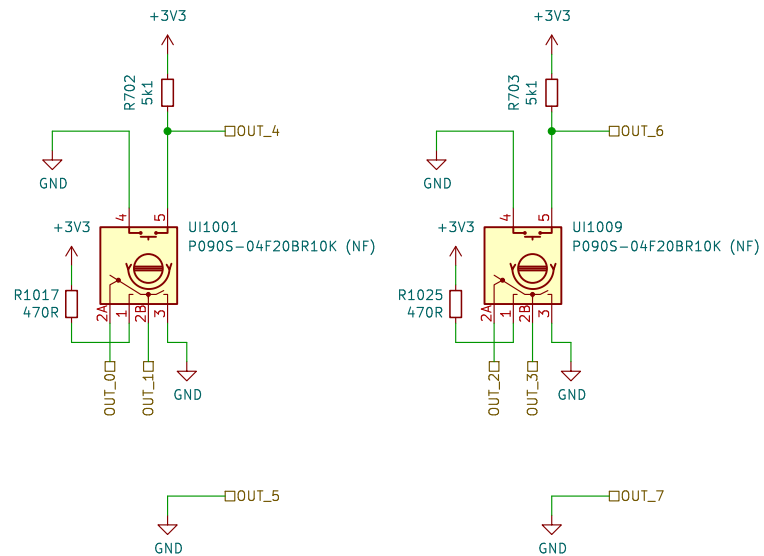 +3V3
+3V3
R702
5k1
R703
5k1
OUT_4
OUT_6
GND
GND
4
5
UI1001
P090S-04F20BR10K (NF)
4
5
UI1009
P090S-04F20BR10K (NF)
+3V3
+3V3
R1017
470R
R1025
470R
2A
1
2B
3
2A
1
2B
3
OUT_0
OUT_1
GND
OUT_2
OUT_3
GND
OUT_5
OUT_7
GND
GND